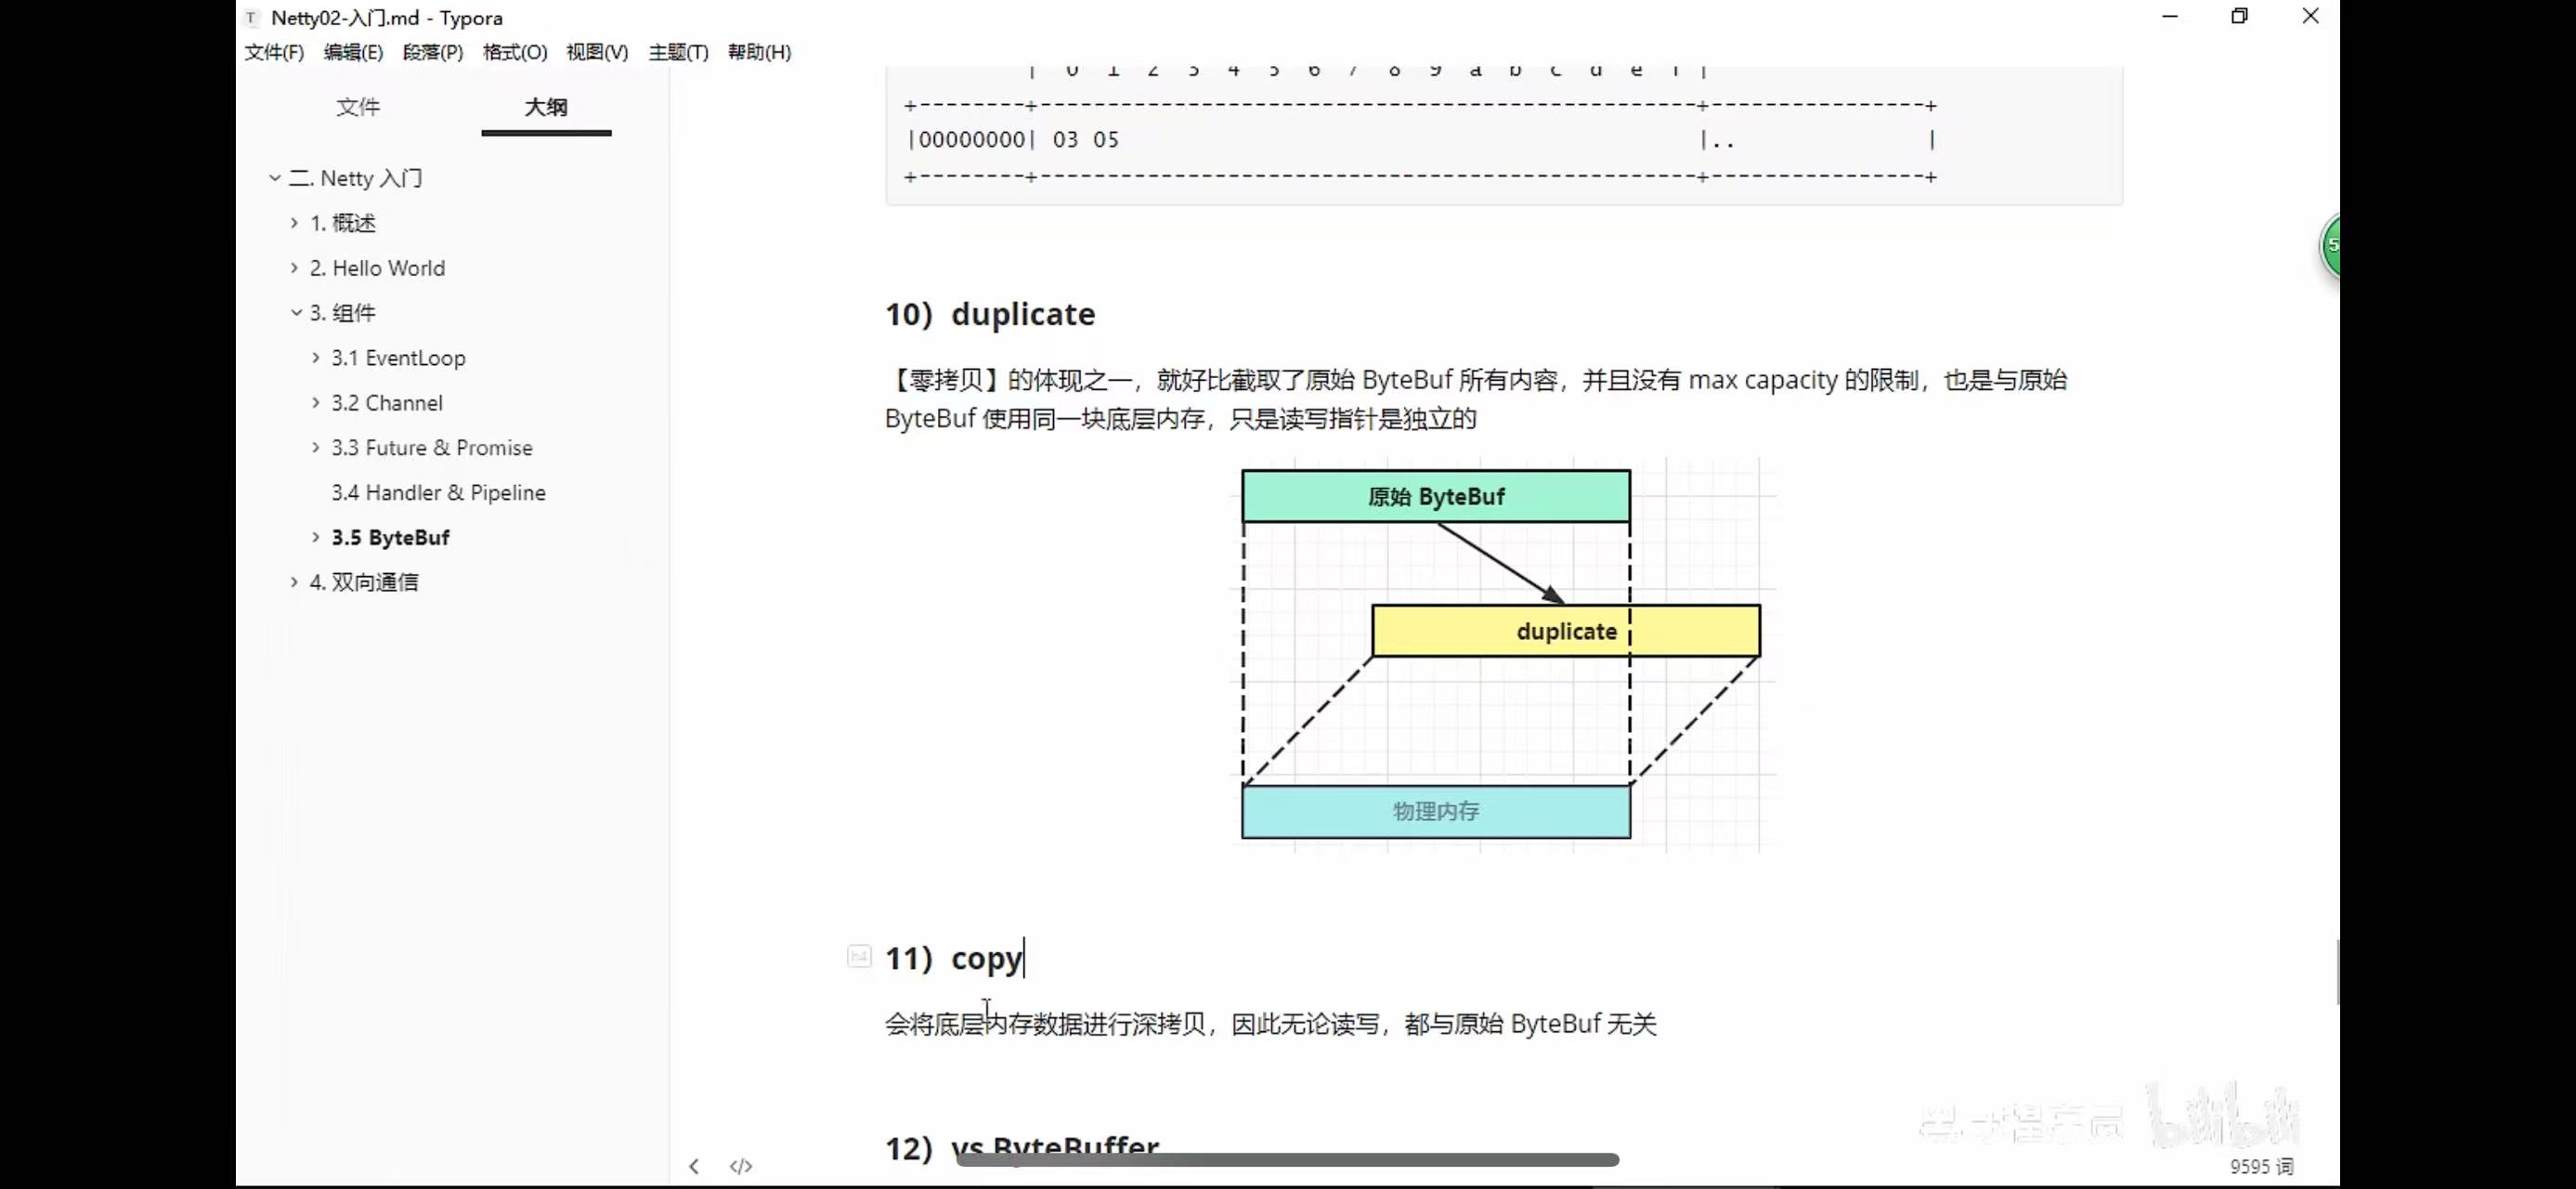 Netty02-入门.md - Typora
文件(F) 编辑(E) 段落(P) 格式(O) 视图(V) 主题(T) 帮助(H)
文件 大纲
二. Netty 入门
1. 概述
2. Hello World
3. 组件
3.1 EventLoop
3.2 Channel
3.3 Future & Promise
3.4 Handler & Pipeline
3.5 ByteBuf
4. 双向通信
| 0 1 2 3 4 5 6 7 8 9 a b c d e f |
+--------+-------------------------------------------------+----------------+
|00000000| 03 05 |.. |
+--------+-------------------------------------------------+----------------+
10）duplicate
【零拷贝】的体现之一，就好比截取了原始 ByteBuf 所有内容，并且没有 max capacity 的限制，也是与原始
ByteBuf 使用同一块底层内存，只是读写指针是独立的
原始 ByteBuf
duplicate
物理内存
h4
11）copy
会将底层内存数据进行深拷贝，因此无论读写，都与原始 ByteBuf 无关
12）vs ByteBuffer
bilibili
9595 词
5